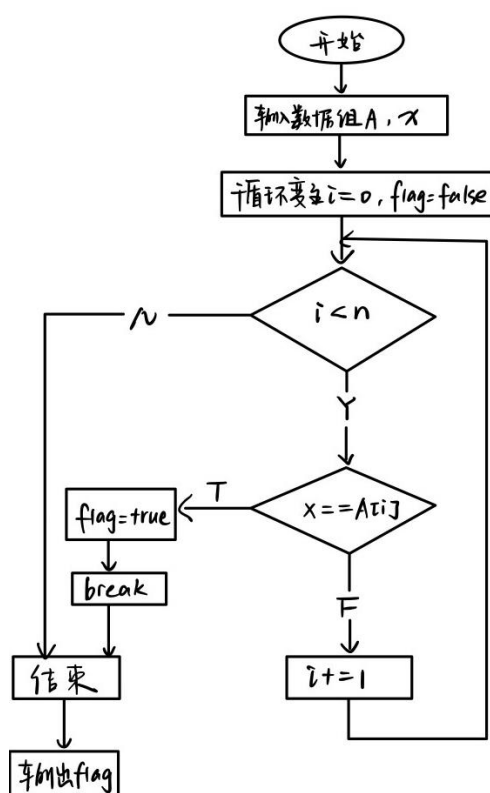 开始
输入数据组A, x
循环变量i=0, flag=false
i<n
N
Y
x==A[i]
T
flag=true
break
F
i+=1
结束
输出flag